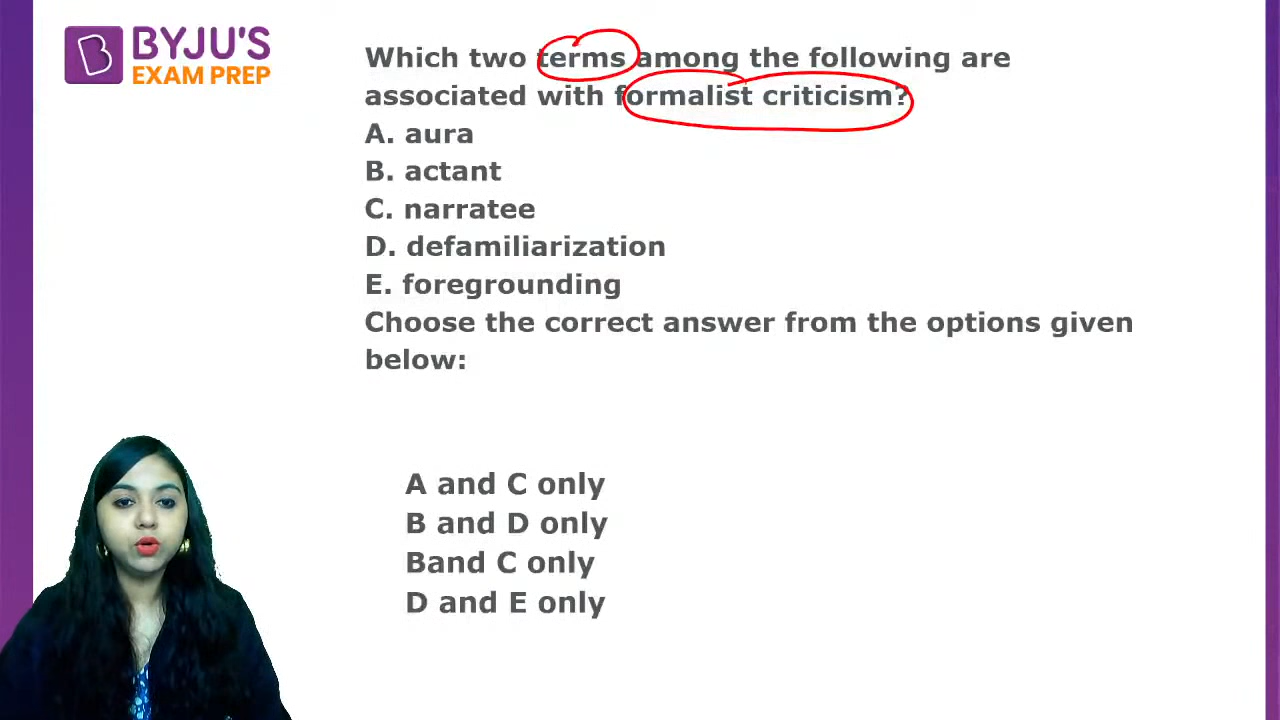 BYJU'S
EXAM PREP
Which two terms among the following are
associated with formalist criticism?
A. aura
B. actant
C. narratee
D. defamiliarization
E. foregrounding
Choose the correct answer from the options given
below:
A and C only
B and D only
Band C only
D and E only